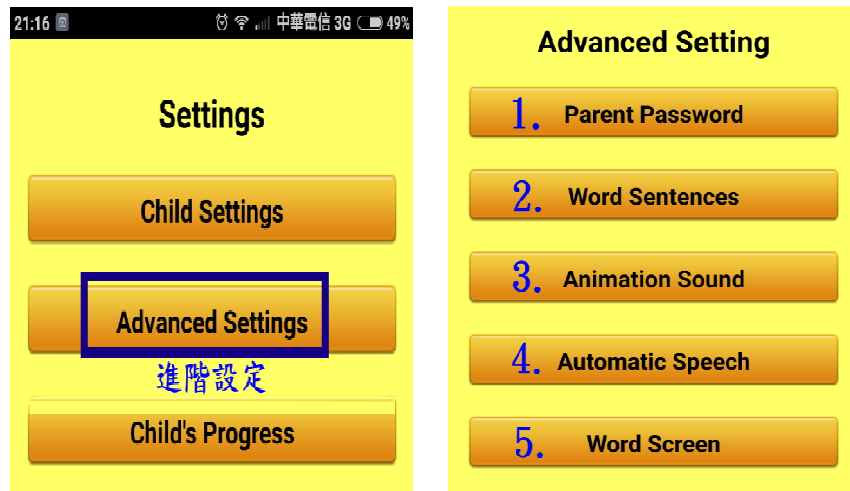 21:16 中華電信 3G 49%
Settings
Child Settings
Advanced Settings
進階設定
Child's Progress
Advanced Setting
1. Parent Password
2. Word Sentences
3. Animation Sound
4. Automatic Speech
5. Word Screen